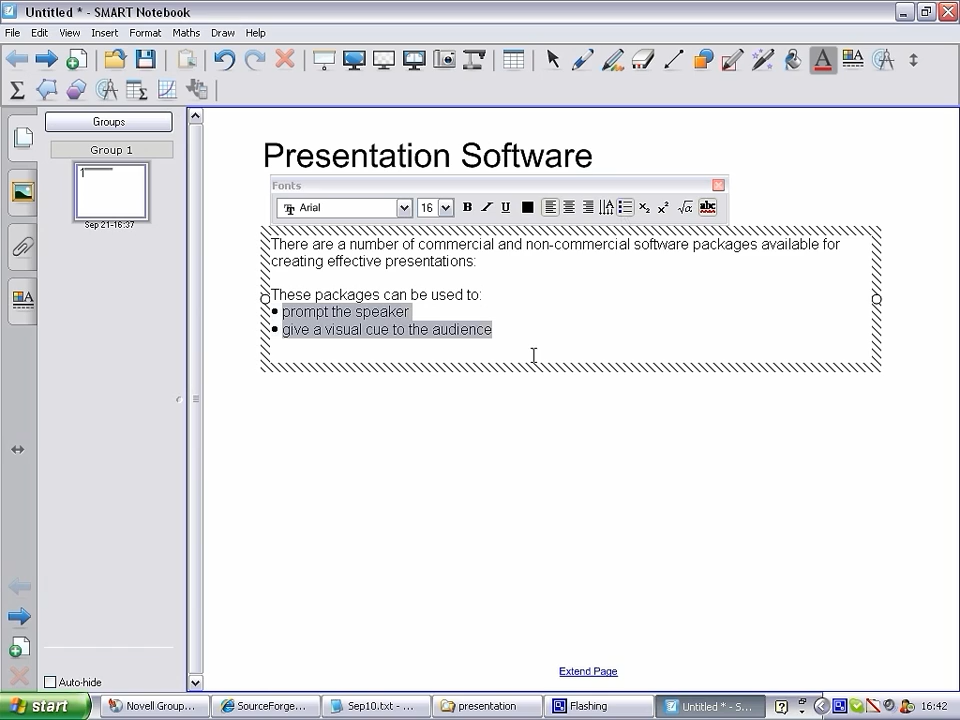 Untitled * - SMART Notebook
File Edit View Insert Format Maths Draw Help
Groups
Group 1
1
Sep 21-16:37
Presentation Software
Fonts
Arial 16 B I U
There are a number of commercial and non-commercial software packages available for
creating effective presentations:
These packages can be used to:
• prompt the speaker
• give a visual cue to the audience
Extend Page
Auto-hide
start Novell Group... SourceForge... Sep10.txt - ... presentation Flashing Untitled * - S... 16:42